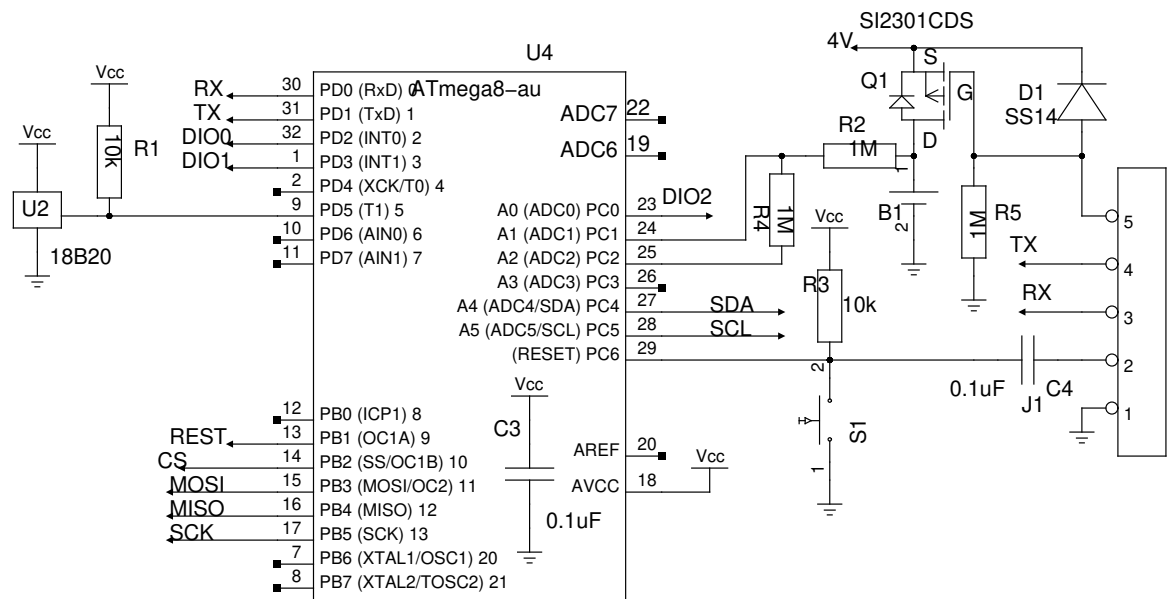 SI2301CDS
4V
S
Q1
G
D
D1
SS14
U4
ATmega8-au
Vcc
R1
10k
Vcc
U2
18B20
RX 30 PD0 (RxD) 0
TX 31 PD1 (TxD) 1
DIO0 32 PD2 (INT0) 2
DIO1 1 PD3 (INT1) 3
2 PD4 (XCK/T0) 4
9 PD5 (T1) 5
10 PD6 (AIN0) 6
11 PD7 (AIN1) 7
12 PB0 (ICP1) 8
REST 13 PB1 (OC1A) 9
CS 14 PB2 (SS/OC1B) 10
MOSI 15 PB3 (MOSI/OC2) 11
MISO 16 PB4 (MISO) 12
SCK 17 PB5 (SCK) 13
7 PB6 (XTAL1/OSC1) 20
8 PB7 (XTAL2/TOSC2) 21
ADC7 22
ADC6 19
A0 (ADC0) PC0 23 DIO2
A1 (ADC1) PC1 24
A2 (ADC2) PC2 25
A3 (ADC3) PC3 26
A4 (ADC4/SDA) PC4 27 SDA
A5 (ADC5/SCL) PC5 28 SCL
(RESET) PC6 29
AREF 20
AVCC 18
Vcc
Vcc
C3
0.1uF
R2
1M
R4
1M
1
B1
2
R5
1M
Vcc
R3
10k
2
S1
1
0.1uF
C4
J1
TX
RX
5
4
3
2
1